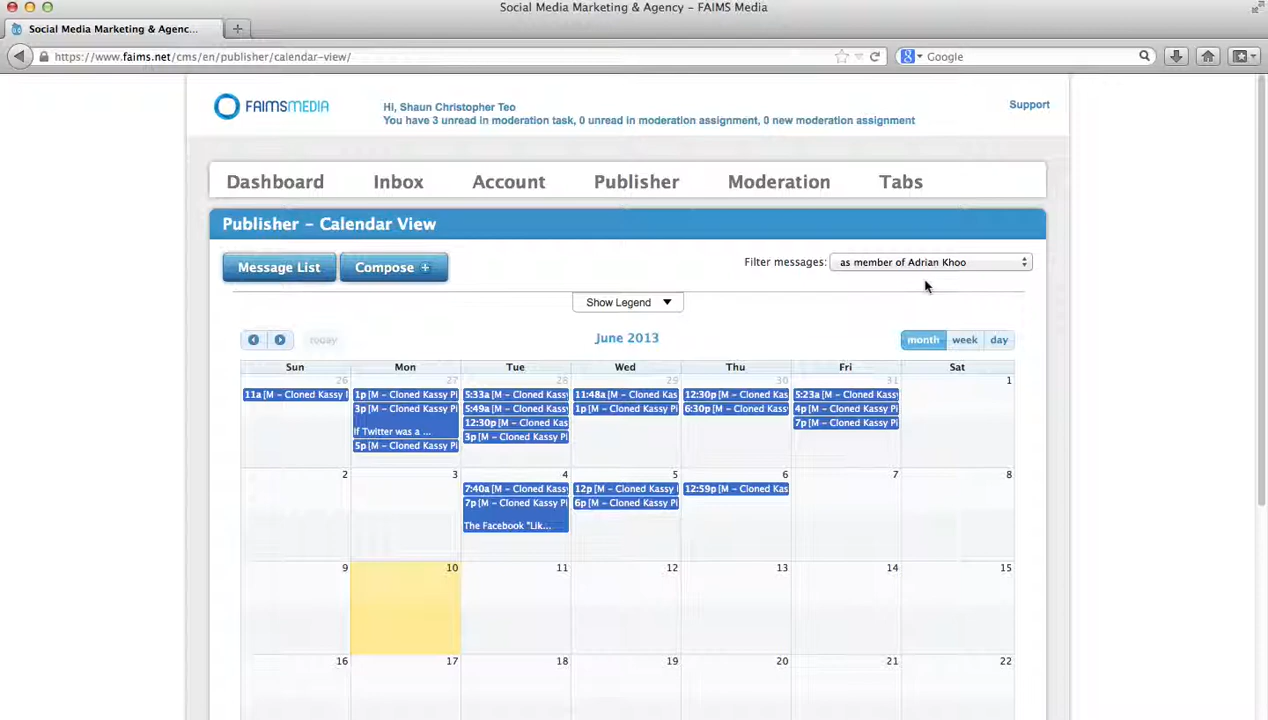 Social Media Marketing & Agency – FAIMS Media
Social Media Marketing & Agenc...
https://www.faims.net/cms/en/publisher/calendar-view/
Google
FAIMSMEDIA
Hi, Shaun Christopher Teo
You have 3 unread in moderation task, 0 unread in moderation assignment, 0 new moderation assignment
Support
Dashboard Inbox Account Publisher Moderation Tabs
Publisher – Calendar View
Message List Compose +
Filter messages: as member of Adrian Khoo
Show Legend
today June 2013 month week day
Sun Mon Tue Wed Thu Fri Sat
26 27 28 29 30 31 1
11a [M – Cloned Kassy 1p [M – Cloned Kassy Pi 5:33a [M – Cloned Kassy 11:48a [M – Cloned Kas 12:30p [M – Cloned Kas 5:23a [M – Cloned Kassy
3p [M – Cloned Kassy Pi 5:49a [M – Cloned Kassy 1p [M – Cloned Kassy Pi 6:30p [M – Cloned Kas 4p [M – Cloned Kassy Pi
12:30p [M – Cloned Kas 7p [M – Cloned Kassy Pi
If Twitter was a ... 3p [M – Cloned Kassy Pi
5p [M – Cloned Kassy Pi
2 3 4 5 6 7 8
7:40a [M – Cloned Kassy 12p [M – Cloned Kassy 12:59p [M – Cloned Kas
7p [M – Cloned Kassy Pi 6p [M – Cloned Kassy Pi
The Facebook "Lik...
9 10 11 12 13 14 15
16 17 18 19 20 21 22